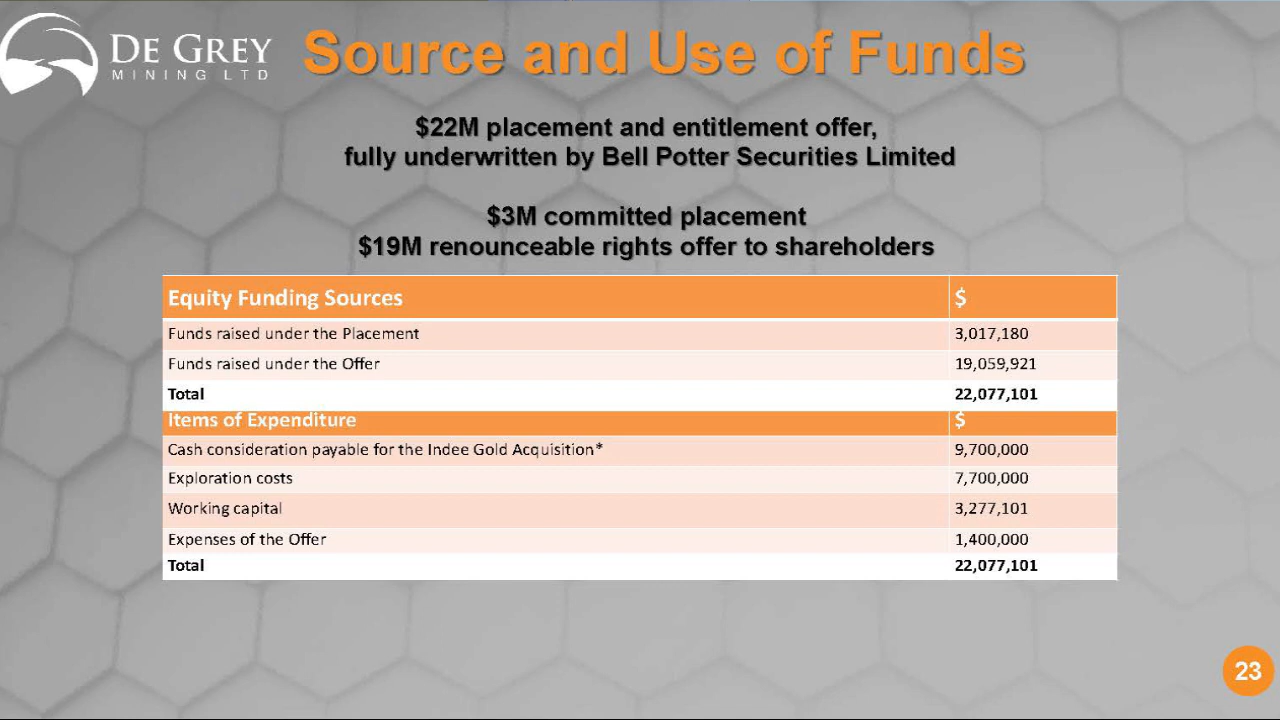 DE GREY
MINING LTD
Source and Use of Funds
$22M placement and entitlement offer,
fully underwritten by Bell Potter Securities Limited
$3M committed placement
$19M renounceable rights offer to shareholders
Equity Funding Sources $
Funds raised under the Placement 3,017,180
Funds raised under the Offer 19,059,921
Total 22,077,101
Items of Expenditure $
Cash consideration payable for the Indee Gold Acquisition* 9,700,000
Exploration costs 7,700,000
Working capital 3,277,101
Expenses of the Offer 1,400,000
Total 22,077,101
23